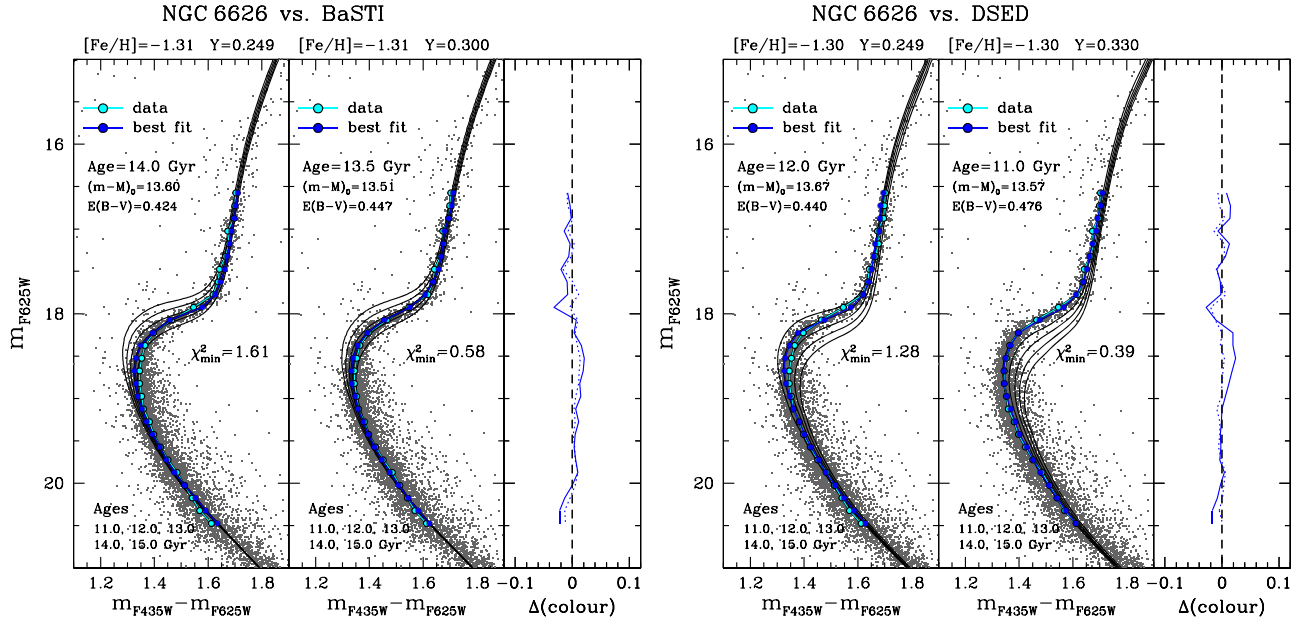 NGC 6626 vs. BaSTI
[Fe/H]=−1.31 Y=0.249
[Fe/H]=−1.31 Y=0.300
data
best fit
Age=14.0 Gyr
(m−M)₀=13.60
E(B−V)=0.424
χ²min=1.61
Ages
11.0, 12.0, 13.0
14.0, 15.0 Gyr
data
best fit
Age=13.5 Gyr
(m−M)₀=13.51
E(B−V)=0.447
χ²min=0.58
Ages
11.0, 12.0, 13.0
14.0, 15.0 Gyr
16
18
20
mF625W
1.2 1.4 1.6 1.8
1.2 1.4 1.6 1.8
−0.1 0 0.1
mF435W−mF625W
mF435W−mF625W
Δ(colour)
NGC 6626 vs. DSED
[Fe/H]=−1.30 Y=0.249
[Fe/H]=−1.30 Y=0.330
data
best fit
Age=12.0 Gyr
(m−M)₀=13.67
E(B−V)=0.440
χ²min=1.28
Ages
11.0, 12.0, 13.0
14.0, 15.0 Gyr
data
best fit
Age=11.0 Gyr
(m−M)₀=13.57
E(B−V)=0.476
χ²min=0.39
Ages
11.0, 12.0, 13.0
14.0, 15.0 Gyr
16
18
20
mF625W
1.2 1.4 1.6 1.8
1.2 1.4 1.6 1.8
−0.1 0 0.1
mF435W−mF625W
mF435W−mF625W
Δ(colour)